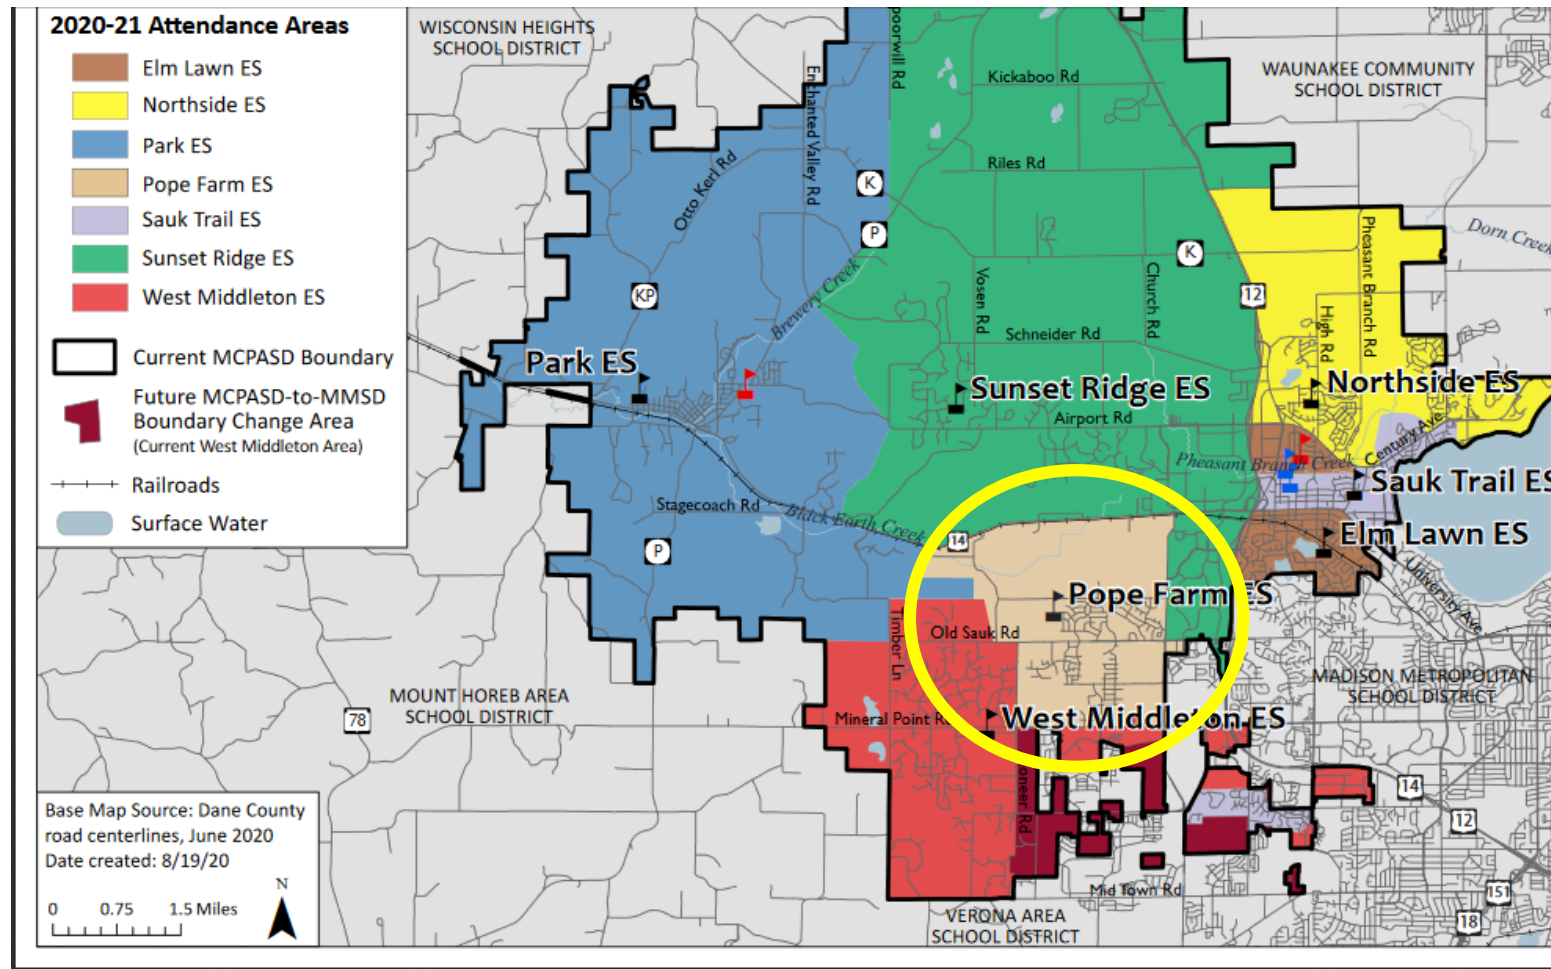 2020-21 Attendance Areas
Elm Lawn ES
Northside ES
Park ES
Pope Farm ES
Sauk Trail ES
Sunset Ridge ES
West Middleton ES
Current MCPASD Boundary
Future MCPASD-to-MMSD
Boundary Change Area
(Current West Middleton Area)
Railroads
Surface Water
WISCONSIN HEIGHTS
SCHOOL DISTRICT
WAUNAKEE COMMUNITY
SCHOOL DISTRICT
poorwill Rd
Enchanted Valley Rd
Kickaboo Rd
Otto Kerl Rd
Riles Rd
K
P
K
Pheasant Branch Rd
Dorn Creek
KP
Brewery Creek
Vosen Rd
Church Rd
12
High Rd
Schneider Rd
Park ES
Sunset Ridge ES
Northside ES
Airport Rd
Century Ave
Pheasant Branch Creek
Sauk Trail ES
Stagecoach Rd
Black Earth Creek
14
Elm Lawn ES
P
University Ave
Pope Farm ES
Timber Ln
Old Sauk Rd
MOUNT HOREB AREA
SCHOOL DISTRICT
MADISON METROPOLITAN
SCHOOL DISTRICT
78
Mineral Point R
West Middleton ES
oneer Rd
14
12
Mid Town Rd
151
18
VERONA AREA
SCHOOL DISTRICT
Base Map Source: Dane County
road centerlines, June 2020
Date created: 8/19/20
N
0 0.75 1.5 Miles